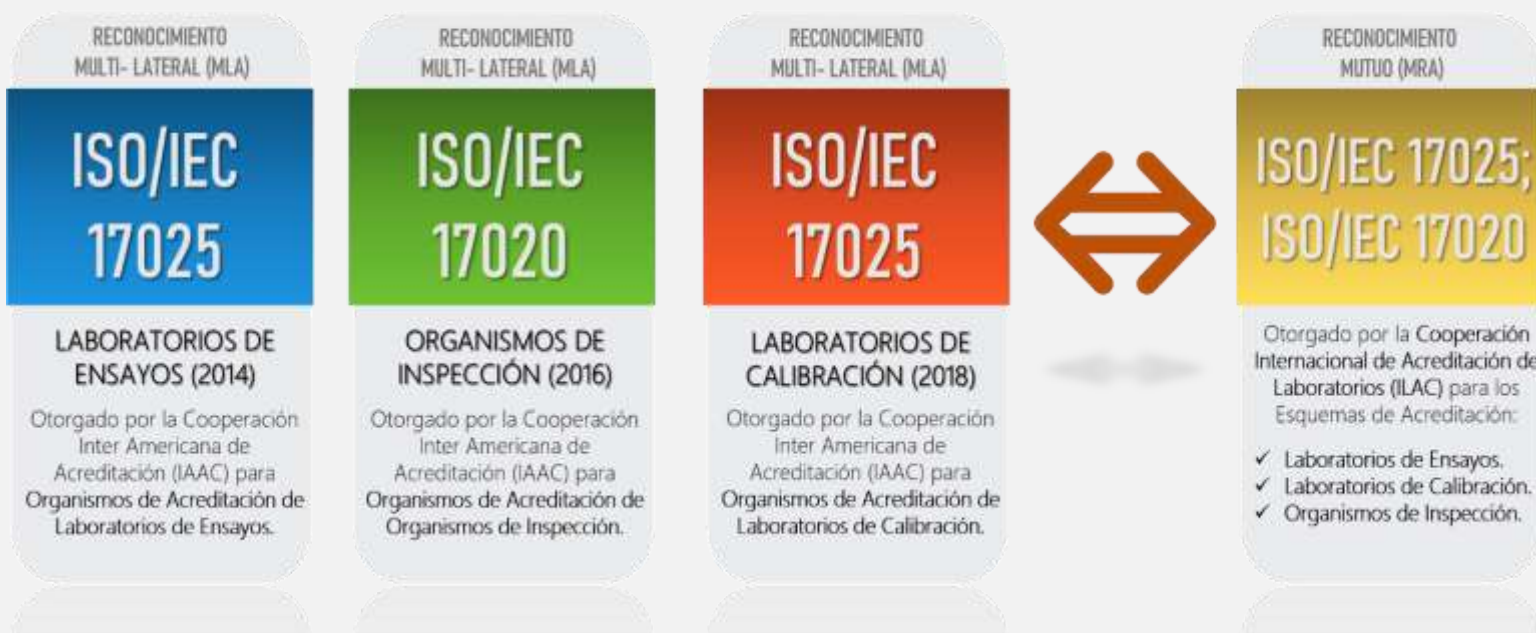 RECONOCIMIENTO
MULTI- LATERAL (MLA)
ISO/IEC
17025
LABORATORIOS DE
ENSAYOS (2014)
Otorgado por la Cooperación
Inter Americana de
Acreditación (IAAC) para
Organismos de Acreditación de
Laboratorios de Ensayos.
RECONOCIMIENTO
MULTI- LATERAL (MLA)
ISO/IEC
17020
ORGANISMOS DE
INSPECCIÓN (2016)
Otorgado por la Cooperación
Inter Americana de
Acreditación (IAAC) para
Organismos de Acreditación de
Organismos de Inspección.
RECONOCIMIENTO
MULTI- LATERAL (MLA)
ISO/IEC
17025
LABORATORIOS DE
CALIBRACIÓN (2018)
Otorgado por la Cooperación
Inter Americana de
Acreditación (IAAC) para
Organismos de Acreditación de
Laboratorios de Calibración.
RECONOCIMIENTO
MUTUO (MRA)
ISO/IEC 17025;
ISO/IEC 17020
Otorgado por la Cooperación
Internacional de Acreditación de
Laboratorios (ILAC) para los
Esquemas de Acreditación:
✓ Laboratorios de Ensayos.
✓ Laboratorios de Calibración.
✓ Organismos de Inspección.